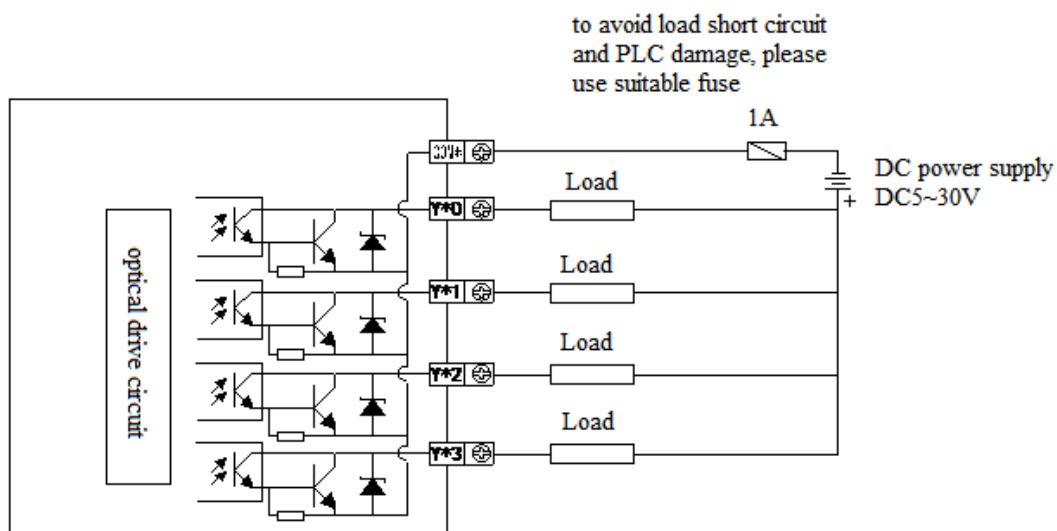 to avoid load short circuit
and PLC damage, please
use suitable fuse
1A
DC power supply
DC5~30V
+
Load
Y*0
Load
Y*1
optical drive circuit
Load
Y*2
Load
Y*3